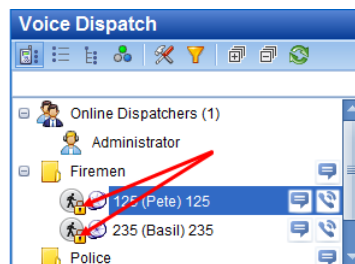 Voice Dispatch
Online Dispatchers (1)
Administrator
Firemen
125 (Pete) 125
235 (Basil) 235
Police